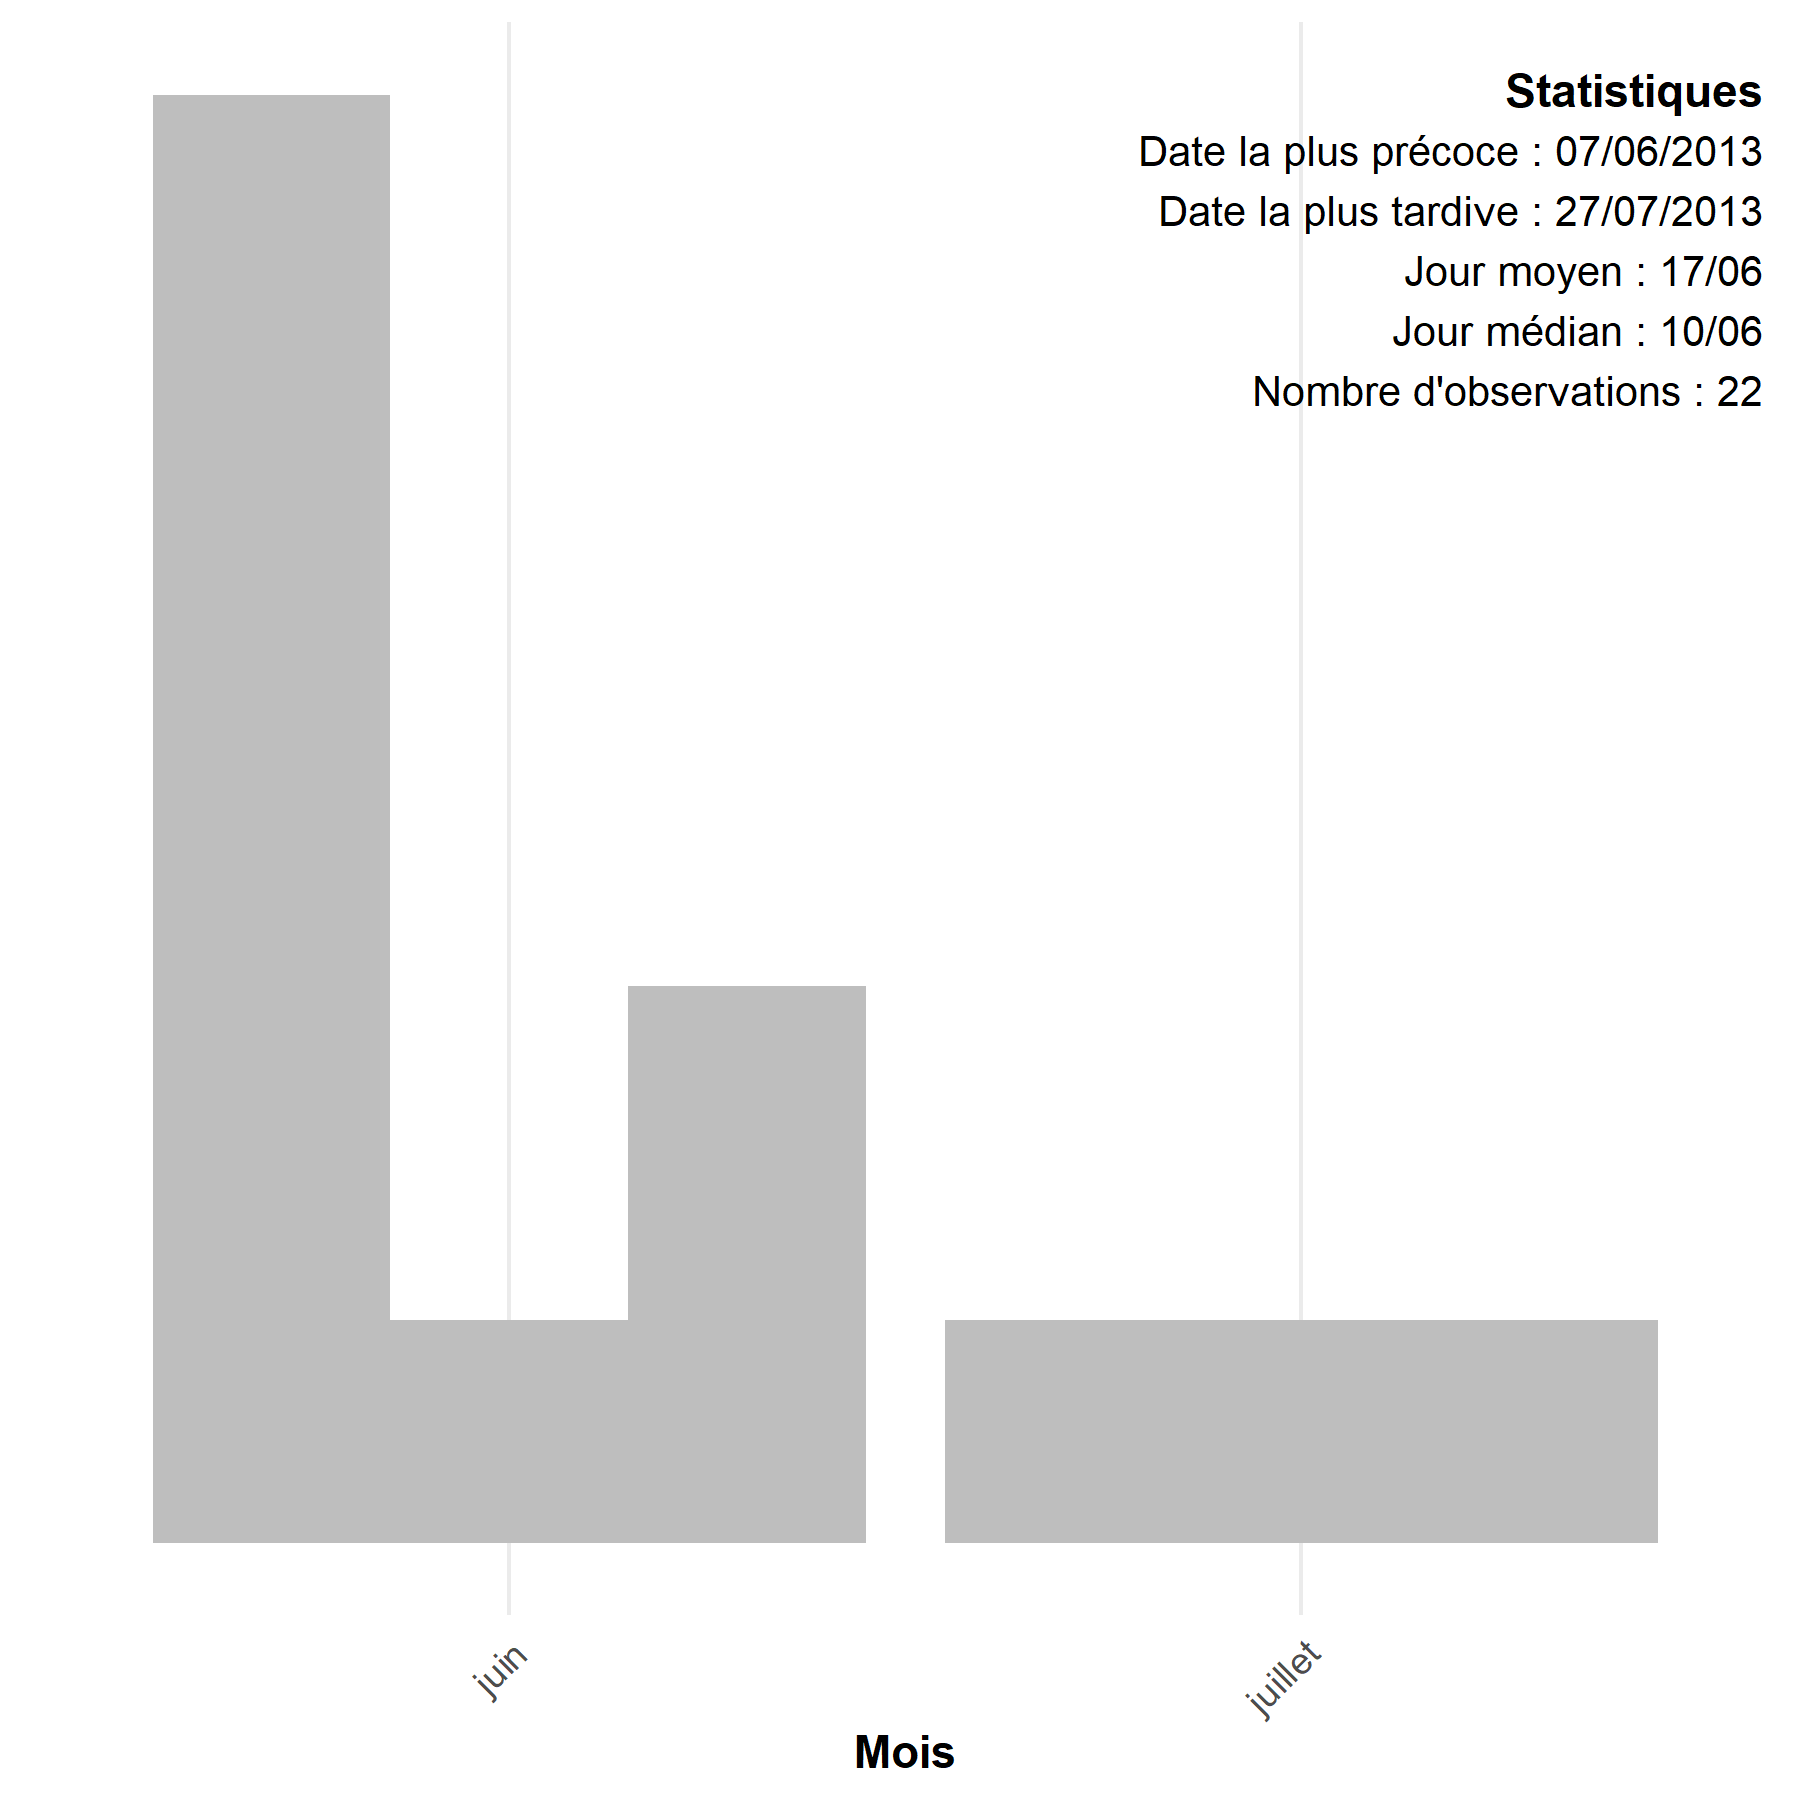 Statistiques
Date la plus précoce : 07/06/2013
Date la plus tardive : 27/07/2013
Jour moyen : 17/06
Jour médian : 10/06
Nombre d'observations : 22
juin
juillet
Mois